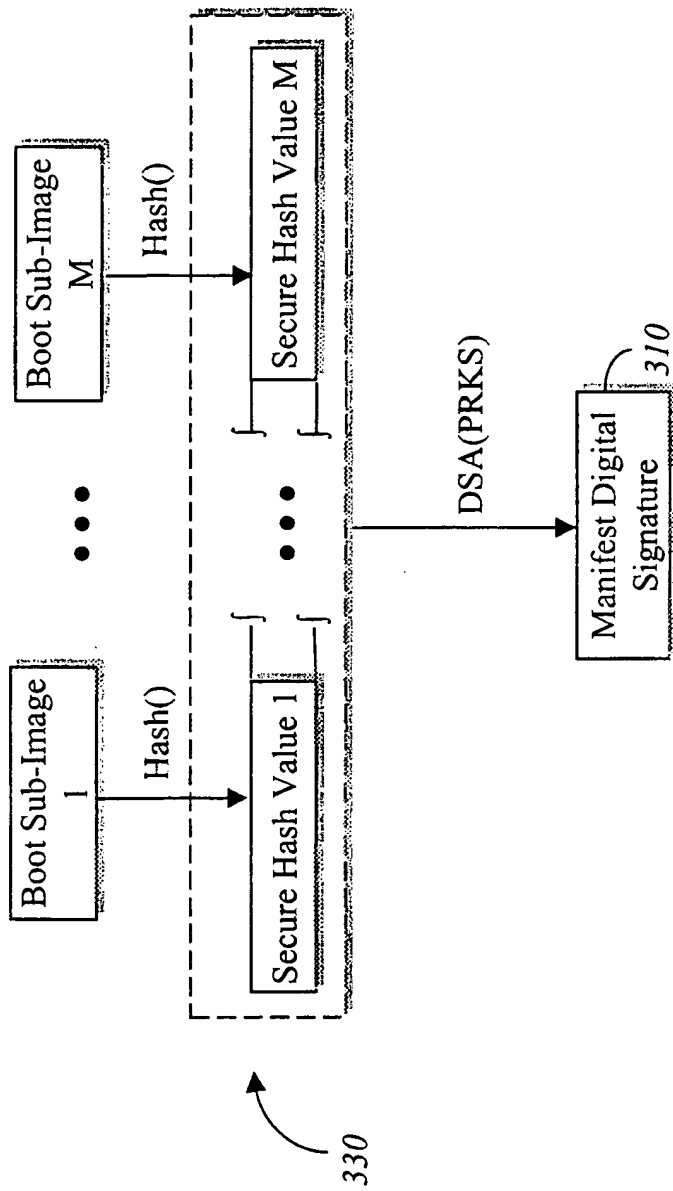 Boot Sub-Image
1
Boot Sub-Image
M
Hash()
Hash()
Secure Hash Value 1
Secure Hash Value M
330
DSA(PRKS)
Manifest Digital
Signature
310